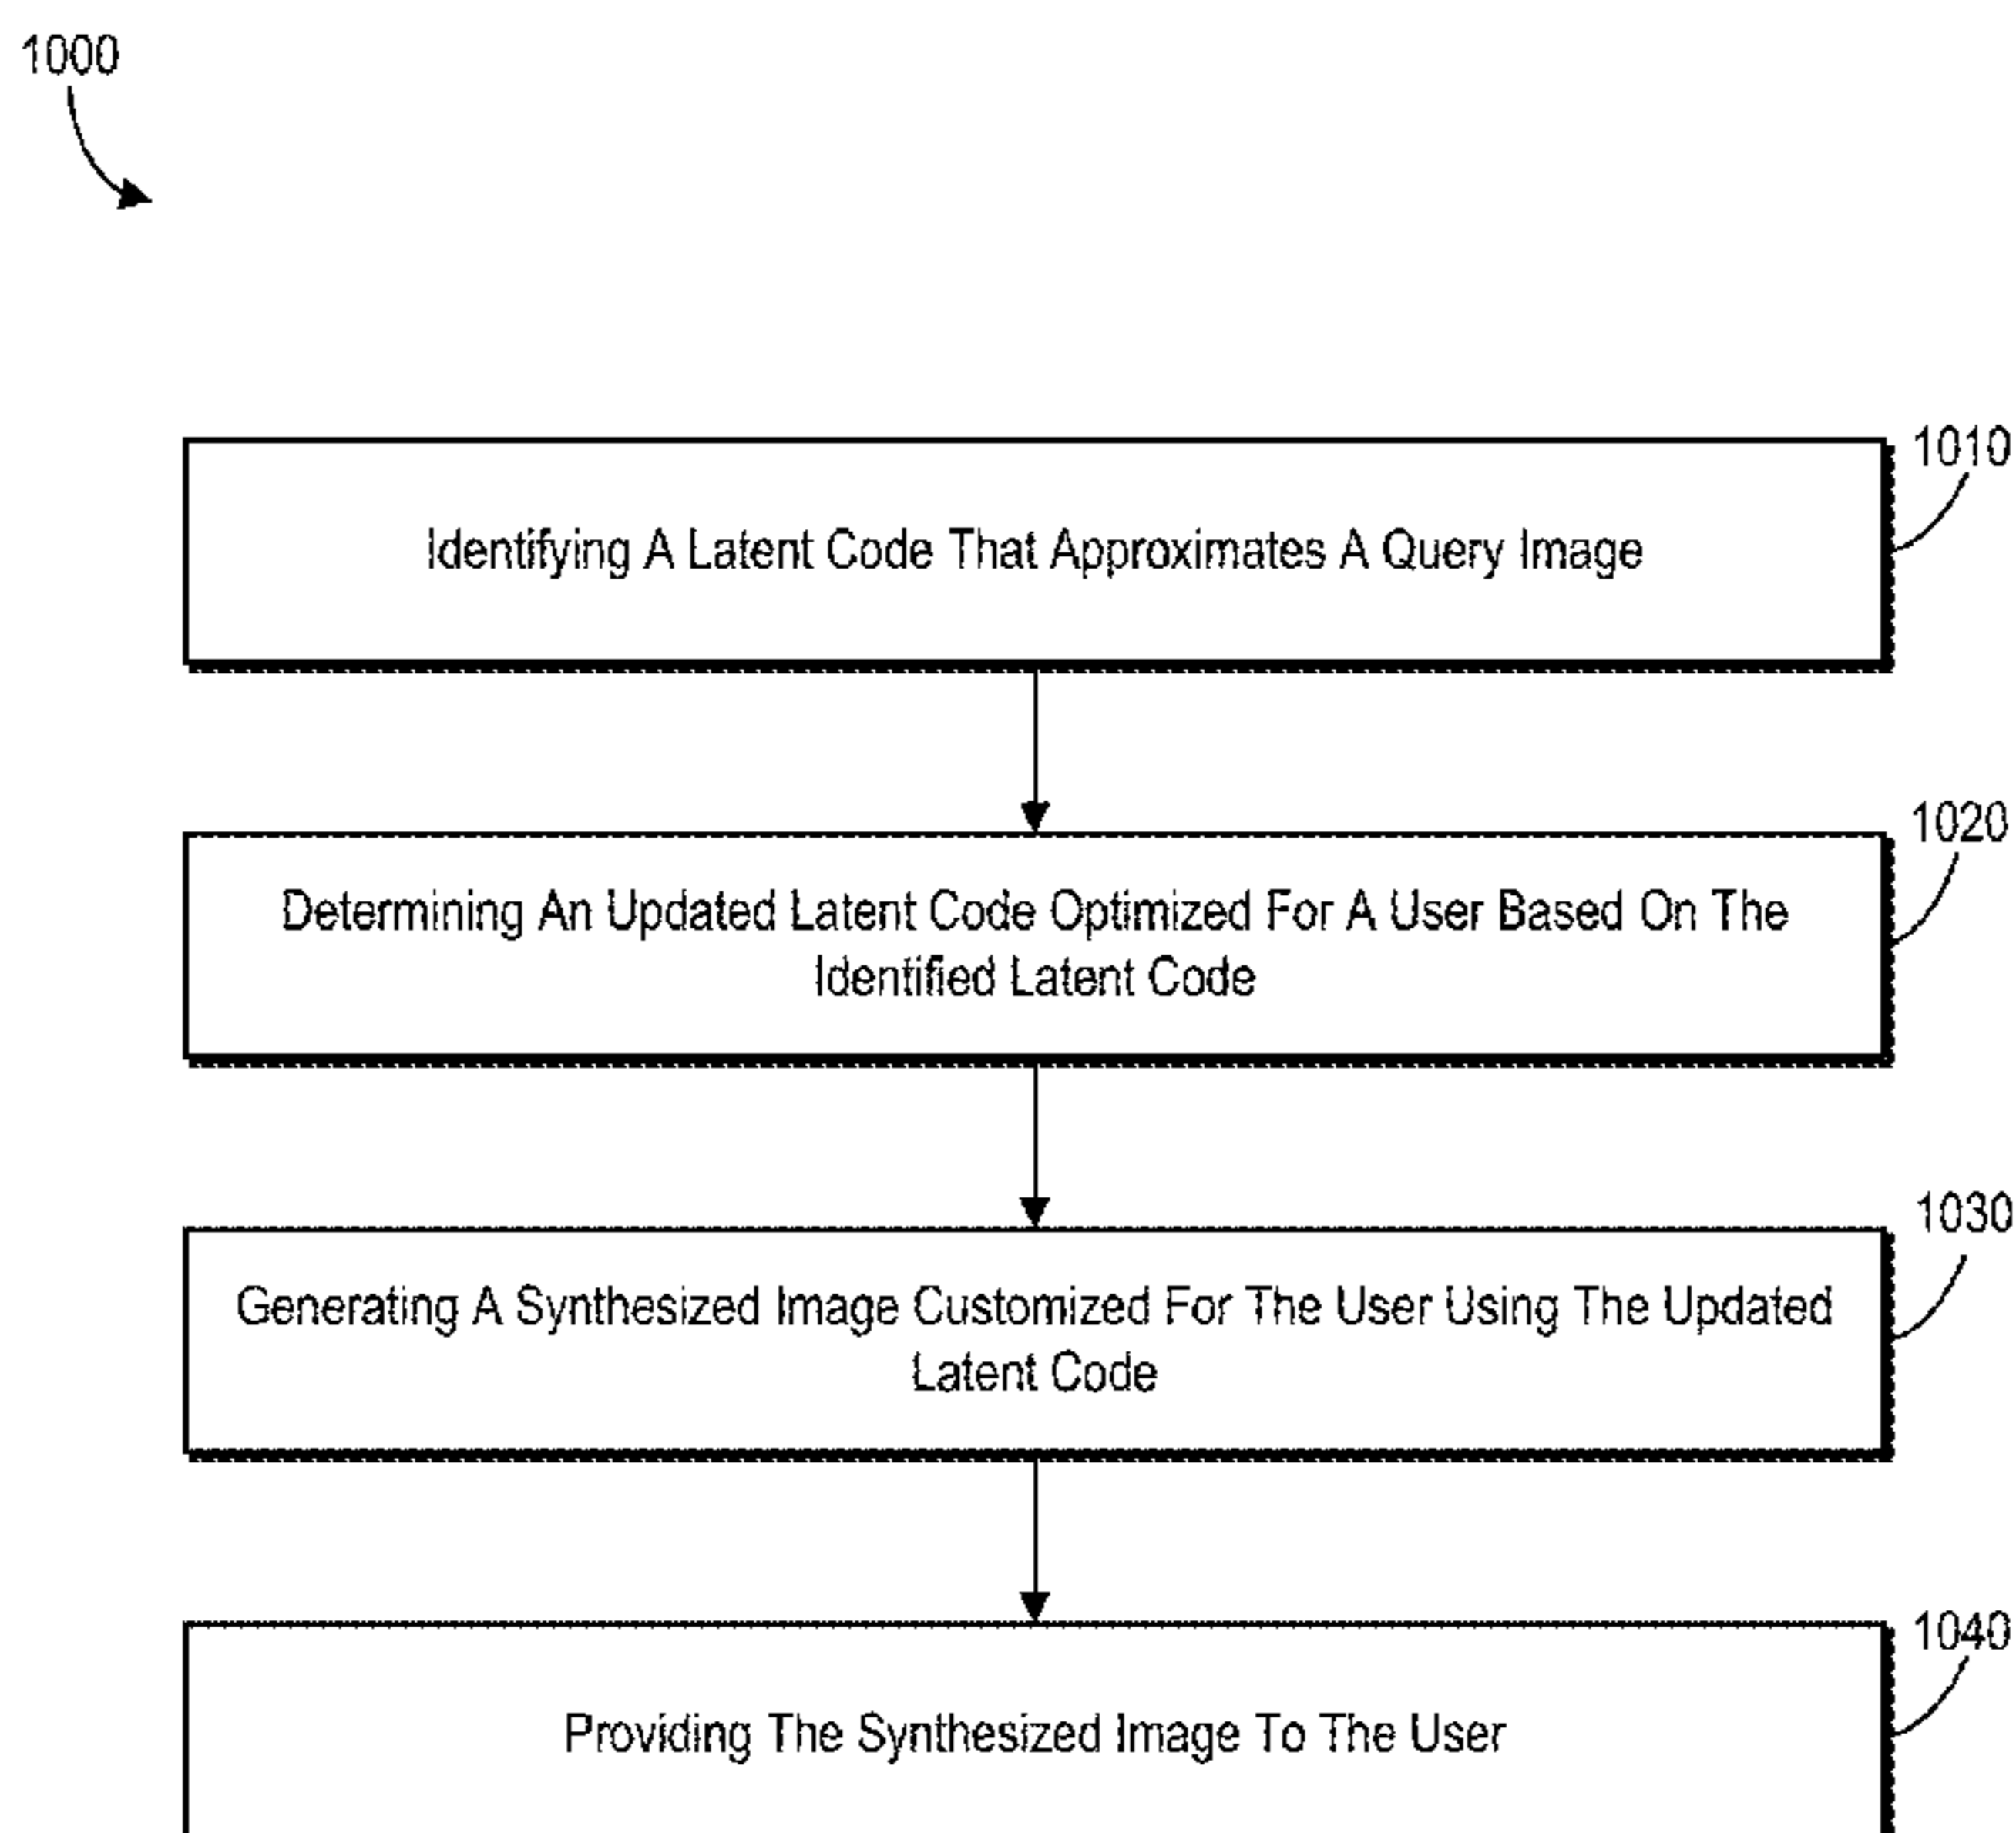 1000
1010
Identifying A Latent Code That Approximates A Query Image
1020
Determining An Updated Latent Code Optimized For A User Based On The
Identified Latent Code
1030
Generating A Synthesized Image Customized For The User Using The Updated
Latent Code
1040
Providing The Synthesized Image To The User